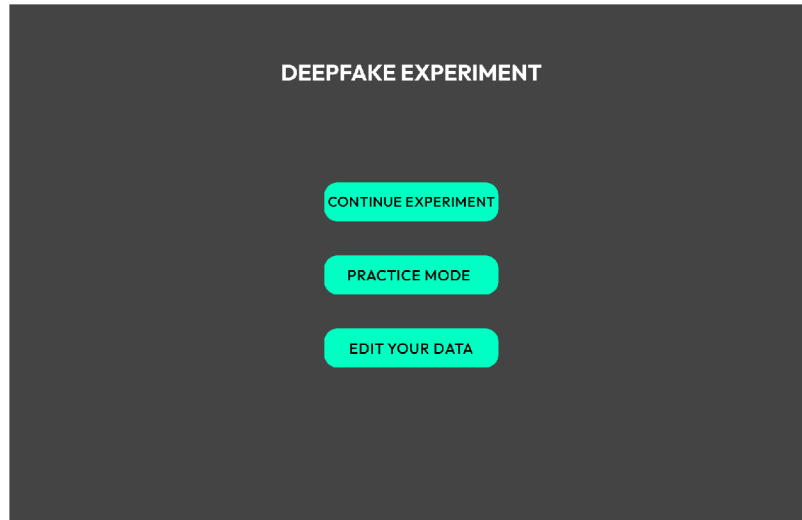 DEEPFAKE EXPERIMENT
CONTINUE EXPERIMENT
PRACTICE MODE
EDIT YOUR DATA